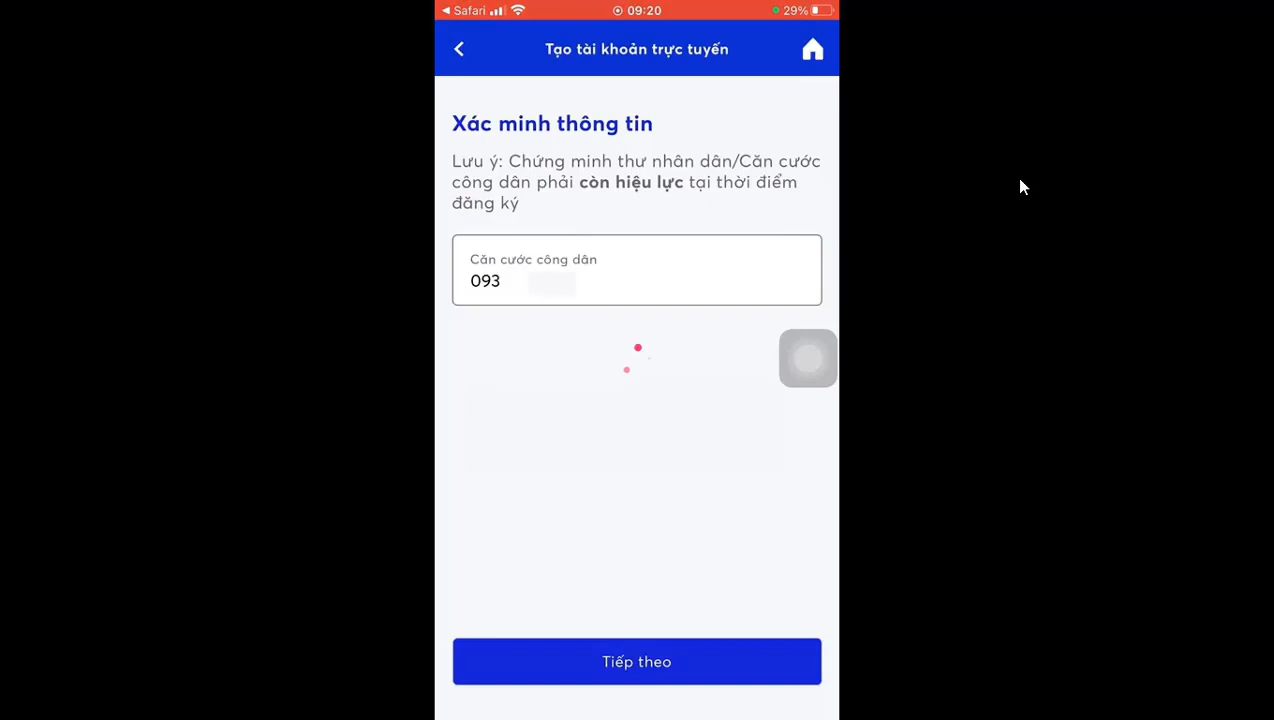 Safari 09:20 29%
Tạo tài khoản trực tuyến
Xác minh thông tin
Lưu ý: Chứng minh thư nhân dân/Căn cước
công dân phải còn hiệu lực tại thời điểm
đăng ký
Căn cước công dân
093
Tiếp theo